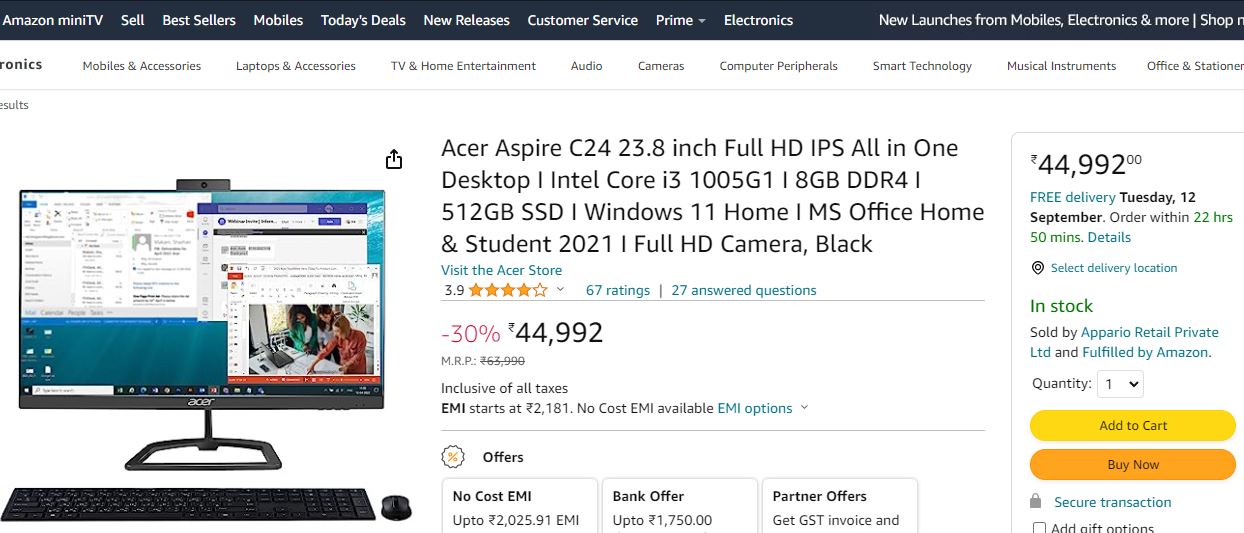 Amazon miniTV Sell Best Sellers Mobiles Today's Deals New Releases Customer Service Prime Electronics New Launches from Mobiles, Electronics & more | Shop n
ronics Mobiles & Accessories Laptops & Accessories TV & Home Entertainment Audio Cameras Computer Peripherals Smart Technology Musical Instruments Office & Stationer
esults
Acer Aspire C24 23.8 inch Full HD IPS All in One
Desktop I Intel Core i3 1005G1 I 8GB DDR4 I
512GB SSD I Windows 11 Home I MS Office Home
& Student 2021 I Full HD Camera, Black
Visit the Acer Store
3.9 67 ratings | 27 answered questions
-30% ₹44,992
M.R.P.: ₹63,990
Inclusive of all taxes
EMI starts at ₹2,181. No Cost EMI available EMI options
Offers
No Cost EMI
Upto ₹2,025.91 EMI
Bank Offer
Upto ₹1,750.00
Partner Offers
Get GST invoice and
acer
₹44,99200
FREE delivery Tuesday, 12
September. Order within 22 hrs
50 mins. Details
Select delivery location
In stock
Sold by Appario Retail Private
Ltd and Fulfilled by Amazon.
Quantity: 1
Add to Cart
Buy Now
Secure transaction
Add gift options